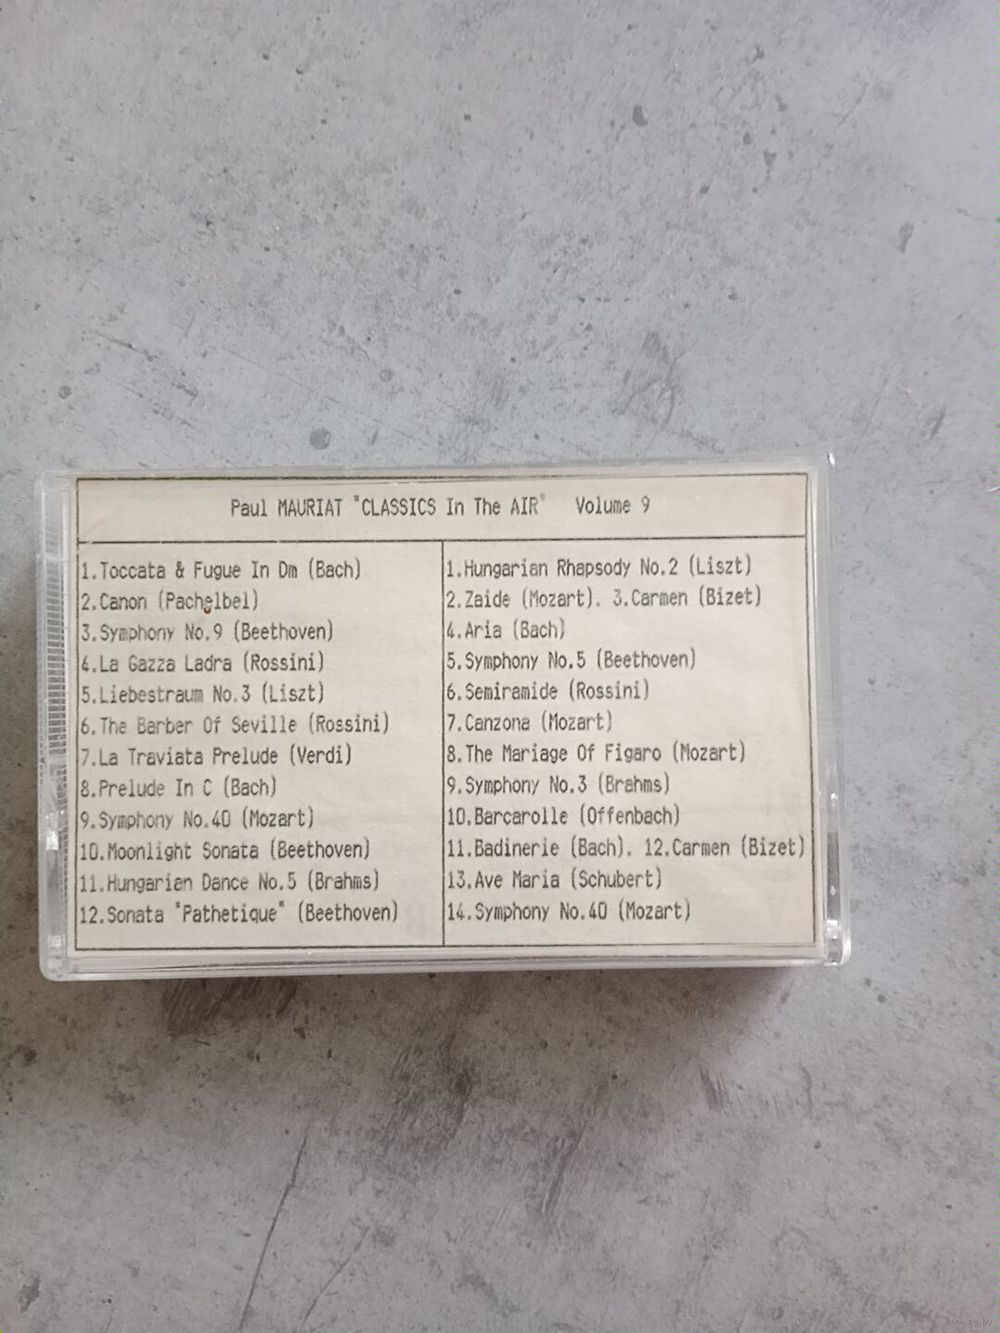 Paul MAURIAT "CLASSICS In The AIR" Volume 9
1.Toccata & Fugue In Dm (Bach)
2.Canon (Pachelbel)
3.Symphony No.9 (Beethoven)
4.La Gazza Ladra (Rossini)
5.Liebestraum No.3 (Liszt)
6.The Barber Of Seville (Rossini)
7.La Traviata Prelude (Verdi)
8.Prelude In C (Bach)
9.Symphony No.40 (Mozart)
10.Moonlight Sonata (Beethoven)
11.Hungarian Dance No.5 (Brahms)
12.Sonata "Pathetique" (Beethoven)
1.Hungarian Rhapsody No.2 (Liszt)
2.Zaide (Mozart). 3.Carmen (Bizet)
4.Aria (Bach)
5.Symphony No.5 (Beethoven)
6.Semiramide (Rossini)
7.Canzona (Mozart)
8.The Mariage Of Figaro (Mozart)
9.Symphony No.3 (Brahms)
10.Barcarolle (Offenbach)
11.Badinerie (Bach). 12.Carmen (Bizet)
13.Ave Maria (Schubert)
14.Symphony No.40 (Mozart)
www.ay.by